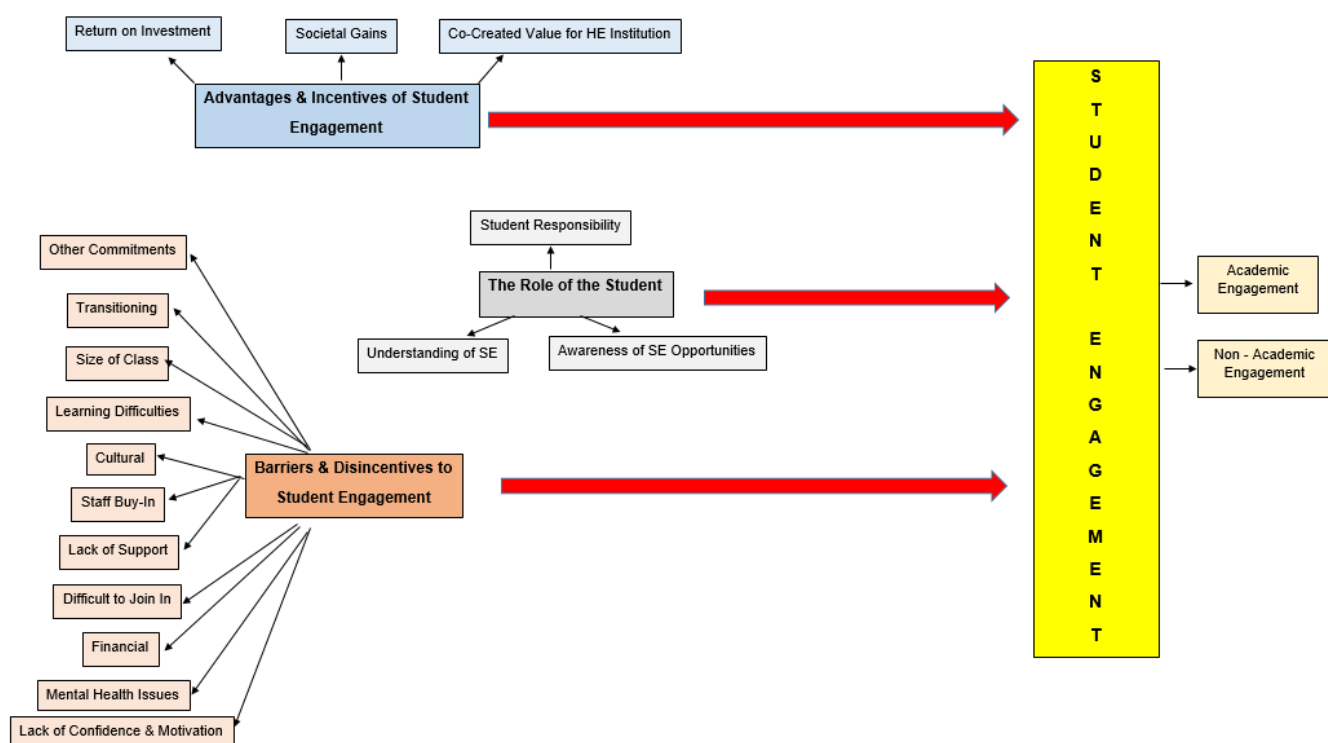 Return on Investment
Societal Gains
Co-Created Value for HE Institution
Advantages & Incentives of Student
Engagement
Student Responsibility
The Role of the Student
Understanding of SE
Awareness of SE Opportunities
Other Commitments
Transitioning
Size of Class
Learning Difficulties
Cultural
Staff Buy-In
Lack of Support
Difficult to Join In
Financial
Mental Health Issues
Lack of Confidence & Motivation
Barriers & Disincentives to
Student Engagement
S
T
U
D
E
N
T
E
N
G
A
G
E
M
E
N
T
Academic
Engagement
Non - Academic
Engagement